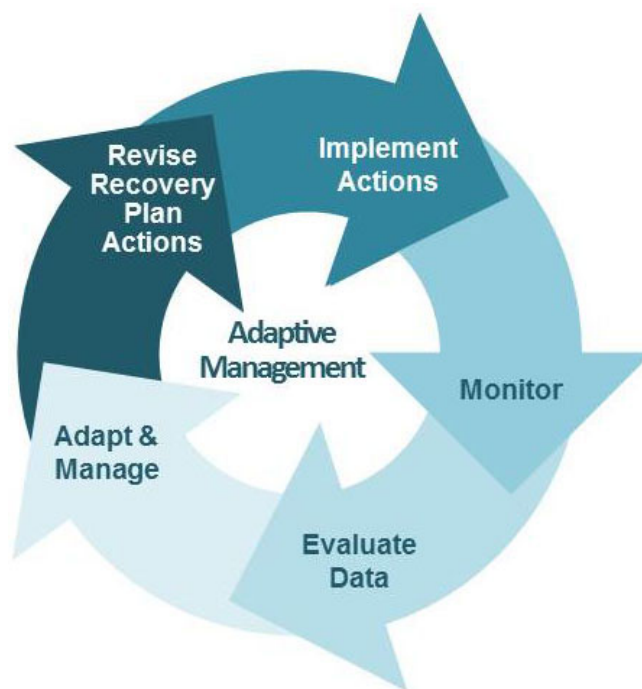 Revise
Recovery
Plan
Actions
Implement
Actions
Adaptive
Management
Monitor
Adapt &
Manage
Evaluate
Data